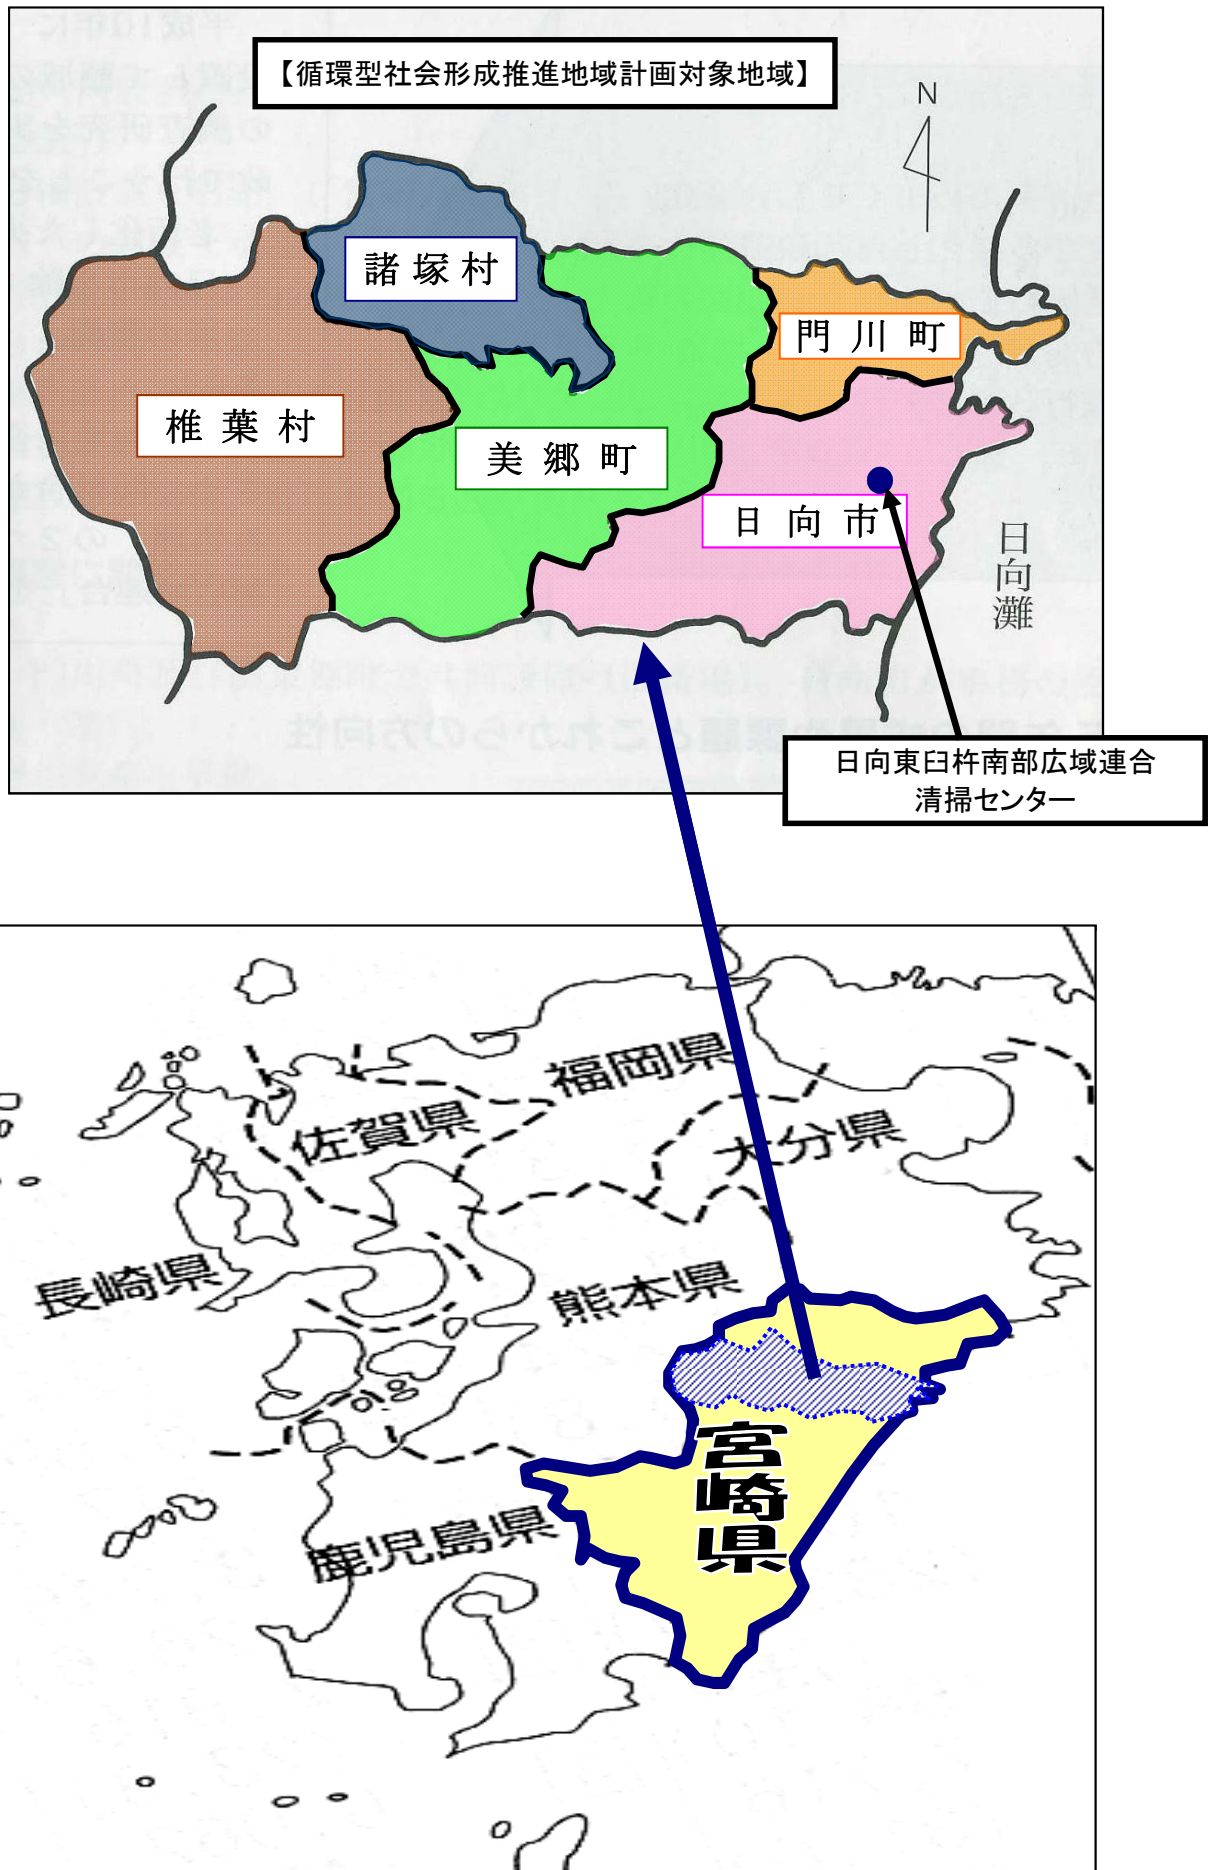 【循環型社会形成推進地域計画対象地域】
N
諸塚村
門川町
椎葉村
美郷町
日向市
日向灘
日向東臼杵南部広域連合
清掃センター
福岡県
佐賀県
大分県
長崎県
熊本県
宮崎県
鹿児島県